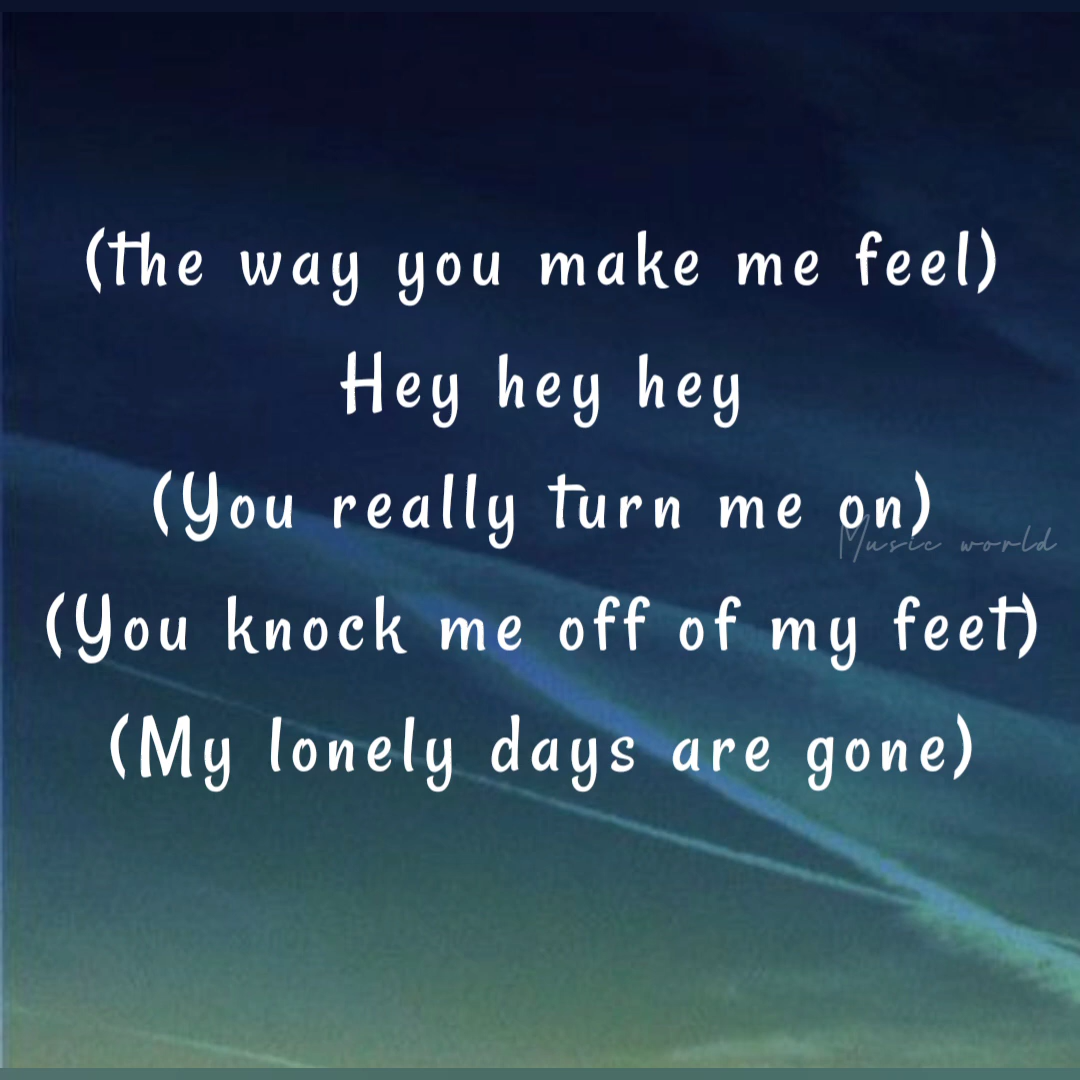 (the way you make me feel)
Hey hey hey
(You really turn me on)
Music world
(You knock me off of my feet)
(My lonely days are gone)